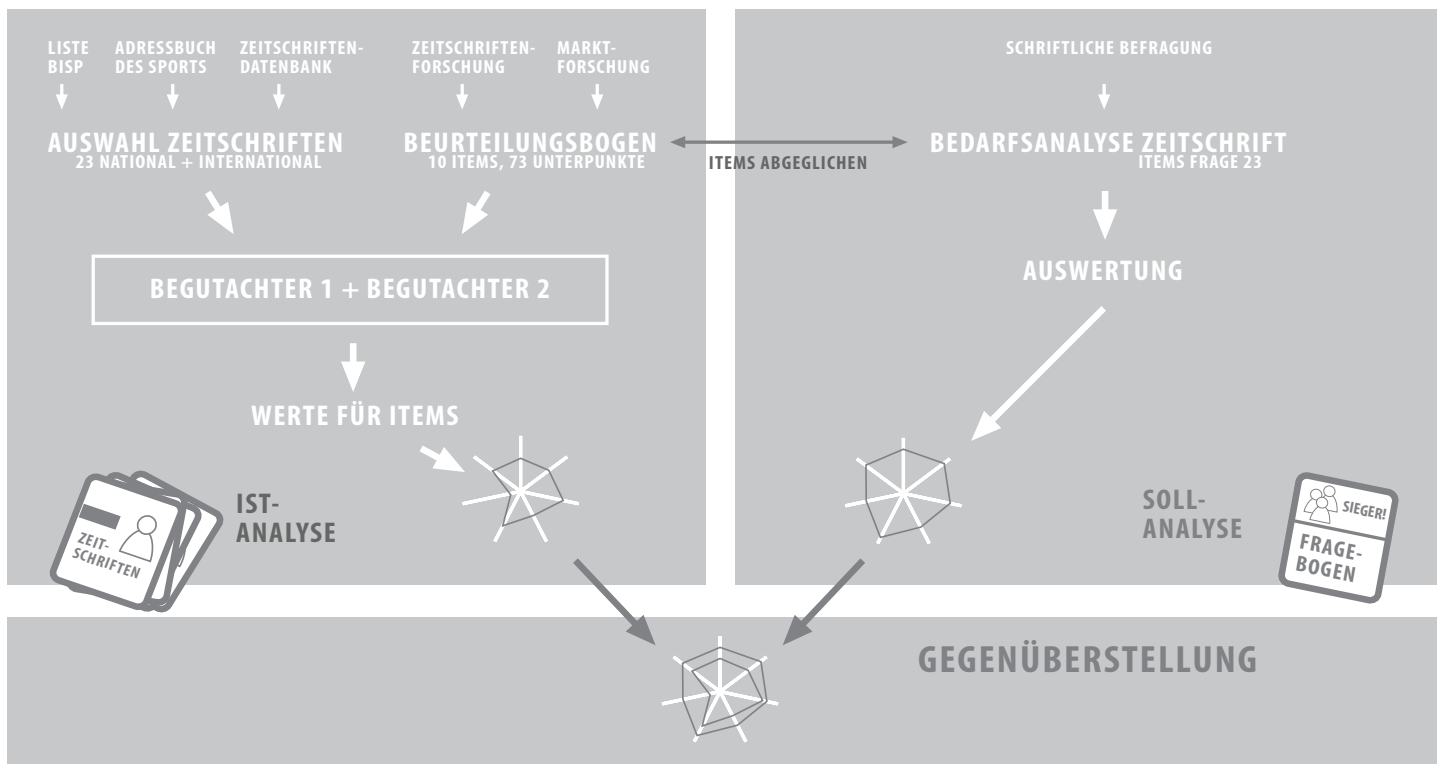 LISTE
BISP
ADRESSBUCH
DES SPORTS
ZEITSCHRIFTEN-
DATENBANK
ZEITSCHRIFTEN-
FORSCHUNG
MARKT-
FORSCHUNG
AUSWAHL ZEITSCHRIFTEN
23 NATIONAL + INTERNATIONAL
BEURTEILUNGSBOGEN
10 ITEMS, 73 UNTERPUNKTE
BEGUTACHTER 1 + BEGUTACHTER 2
WERTE FÜR ITEMS
ZEIT-
SCHRIFTEN
IST-
ANALYSE
ITEMS ABGEGLICHEN
SCHRIFTLICHE BEFRAGUNG
BEDARFSANALYSE ZEITSCHRIFT
ITEMS FRAGE 23
AUSWERTUNG
SOLL-
ANALYSE
SIEGER!
FRAGE-
BOGEN
GEGENÜBERSTELLUNG